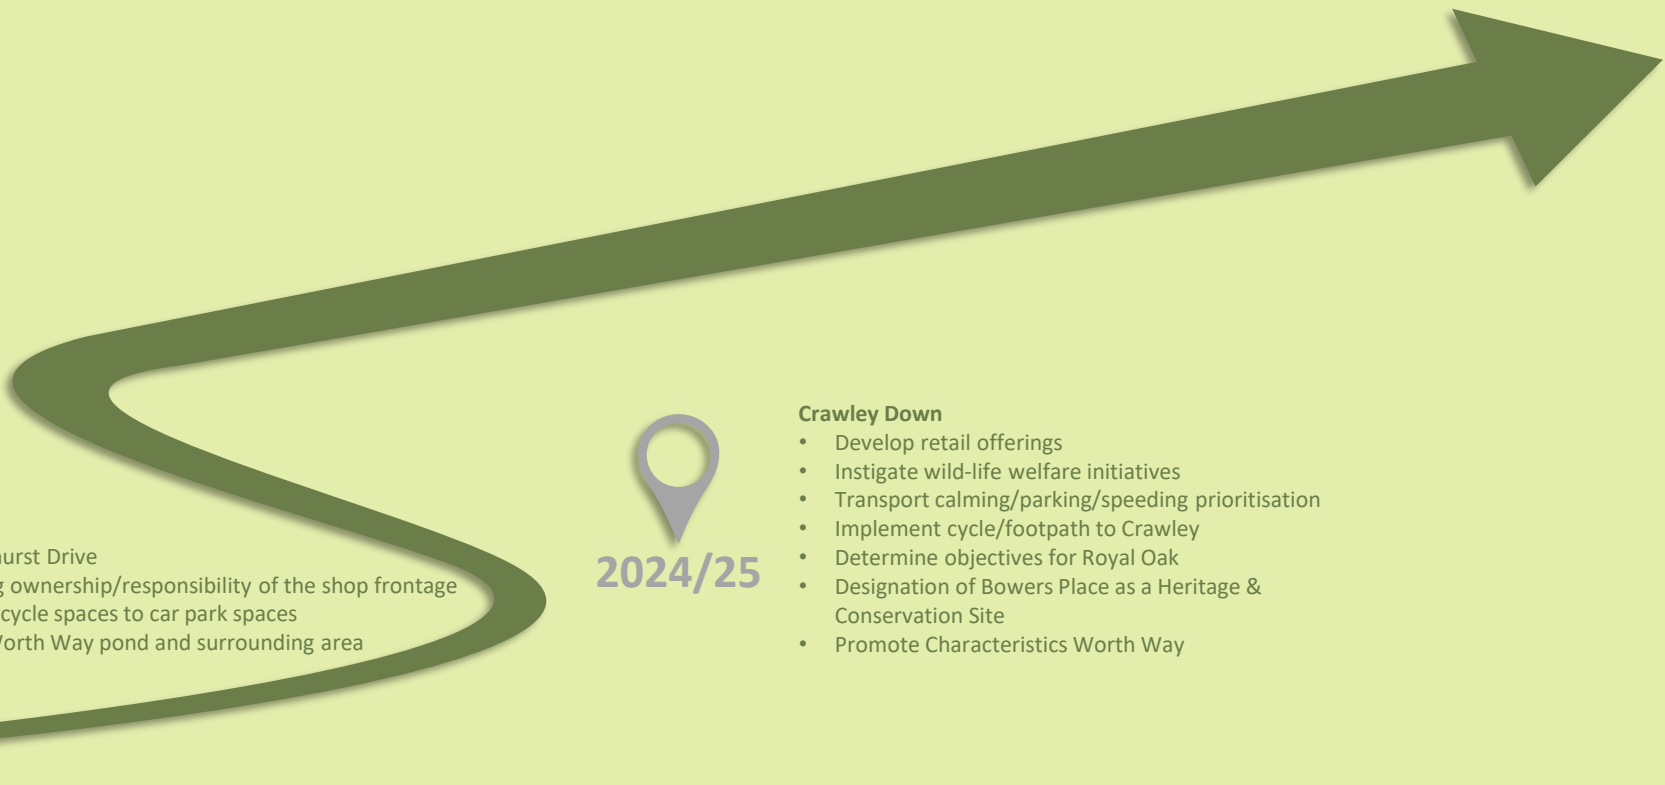 Drive
ownership/responsibility of the shop frontage
cycle spaces to car park spaces
Way pond and surrounding area
2024/25
Crawley Down
• Develop retail offerings
• Instigate wild-life welfare initiatives
• Transport calming/parking/speeding prioritisation
• Implement cycle/footpath to Crawley
• Determine objectives for Royal Oak
• Designation of Bowers Place as a Heritage &
Conservation Site
• Promote Characteristics Worth Way